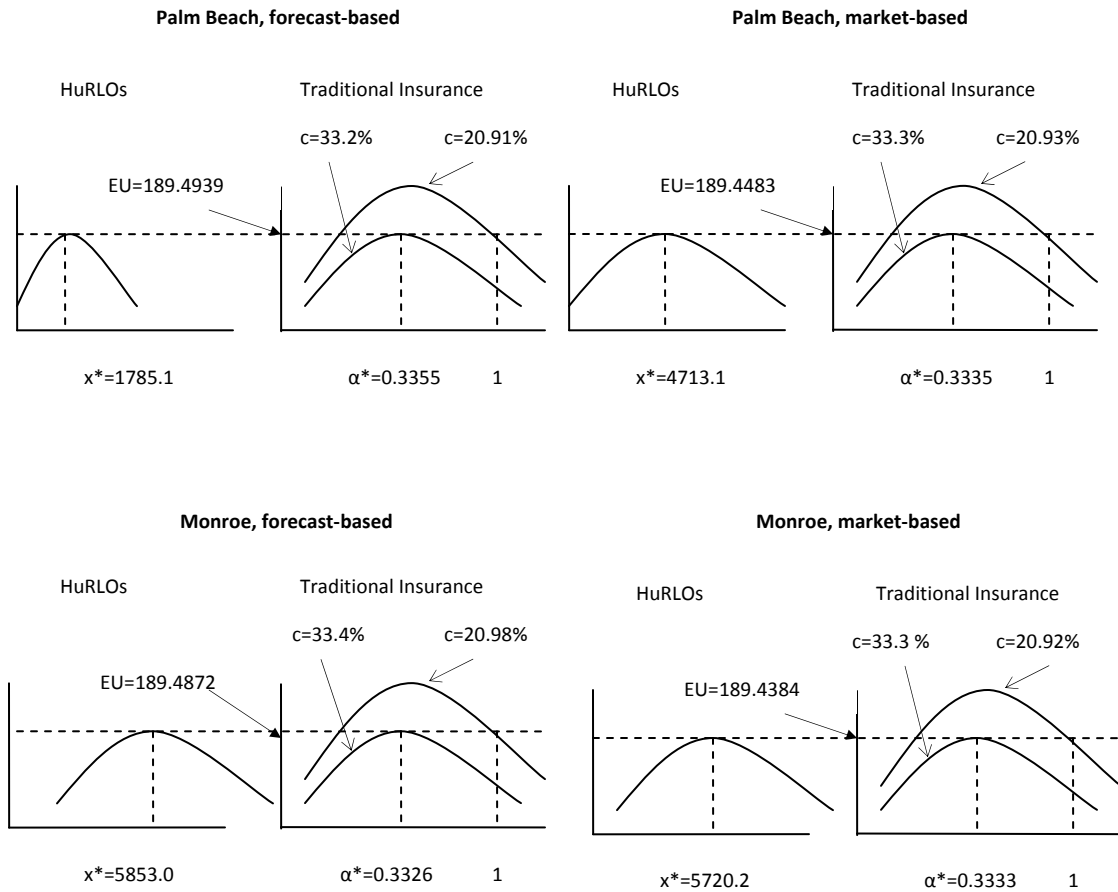 Palm Beach, forecast-based
HuRLOs
Traditional Insurance
c=33.2%
c=20.91%
EU=189.4939
x*=1785.1
α*=0.3355
1
Palm Beach, market-based
HuRLOs
Traditional Insurance
c=33.3%
c=20.93%
EU=189.4483
x*=4713.1
α*=0.3335
1
Monroe, forecast-based
HuRLOs
Traditional Insurance
c=33.4%
c=20.98%
EU=189.4872
x*=5853.0
α*=0.3326
1
Monroe, market-based
HuRLOs
Traditional Insurance
c=33.3 %
c=20.92%
EU=189.4384
x*=5720.2
α*=0.3333
1